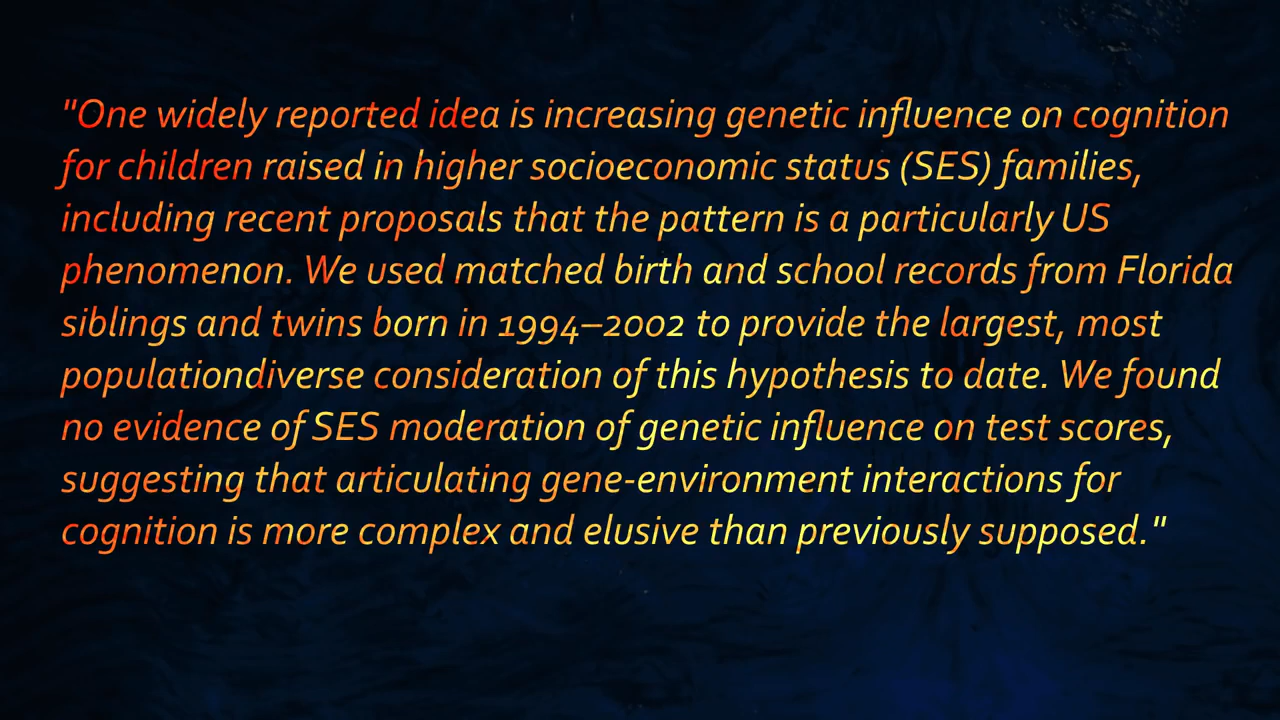 "One widely reported idea is increasing genetic influence on cognition
for children raised in higher socioeconomic status (SES) families,
including recent proposals that the pattern is a particularly US
phenomenon. We used matched birth and school records from Florida
siblings and twins born in 1994–2002 to provide the largest, most
populationdiverse consideration of this hypothesis to date. We found
no evidence of SES moderation of genetic influence on test scores,
suggesting that articulating gene-environment interactions for
cognition is more complex and elusive than previously supposed."